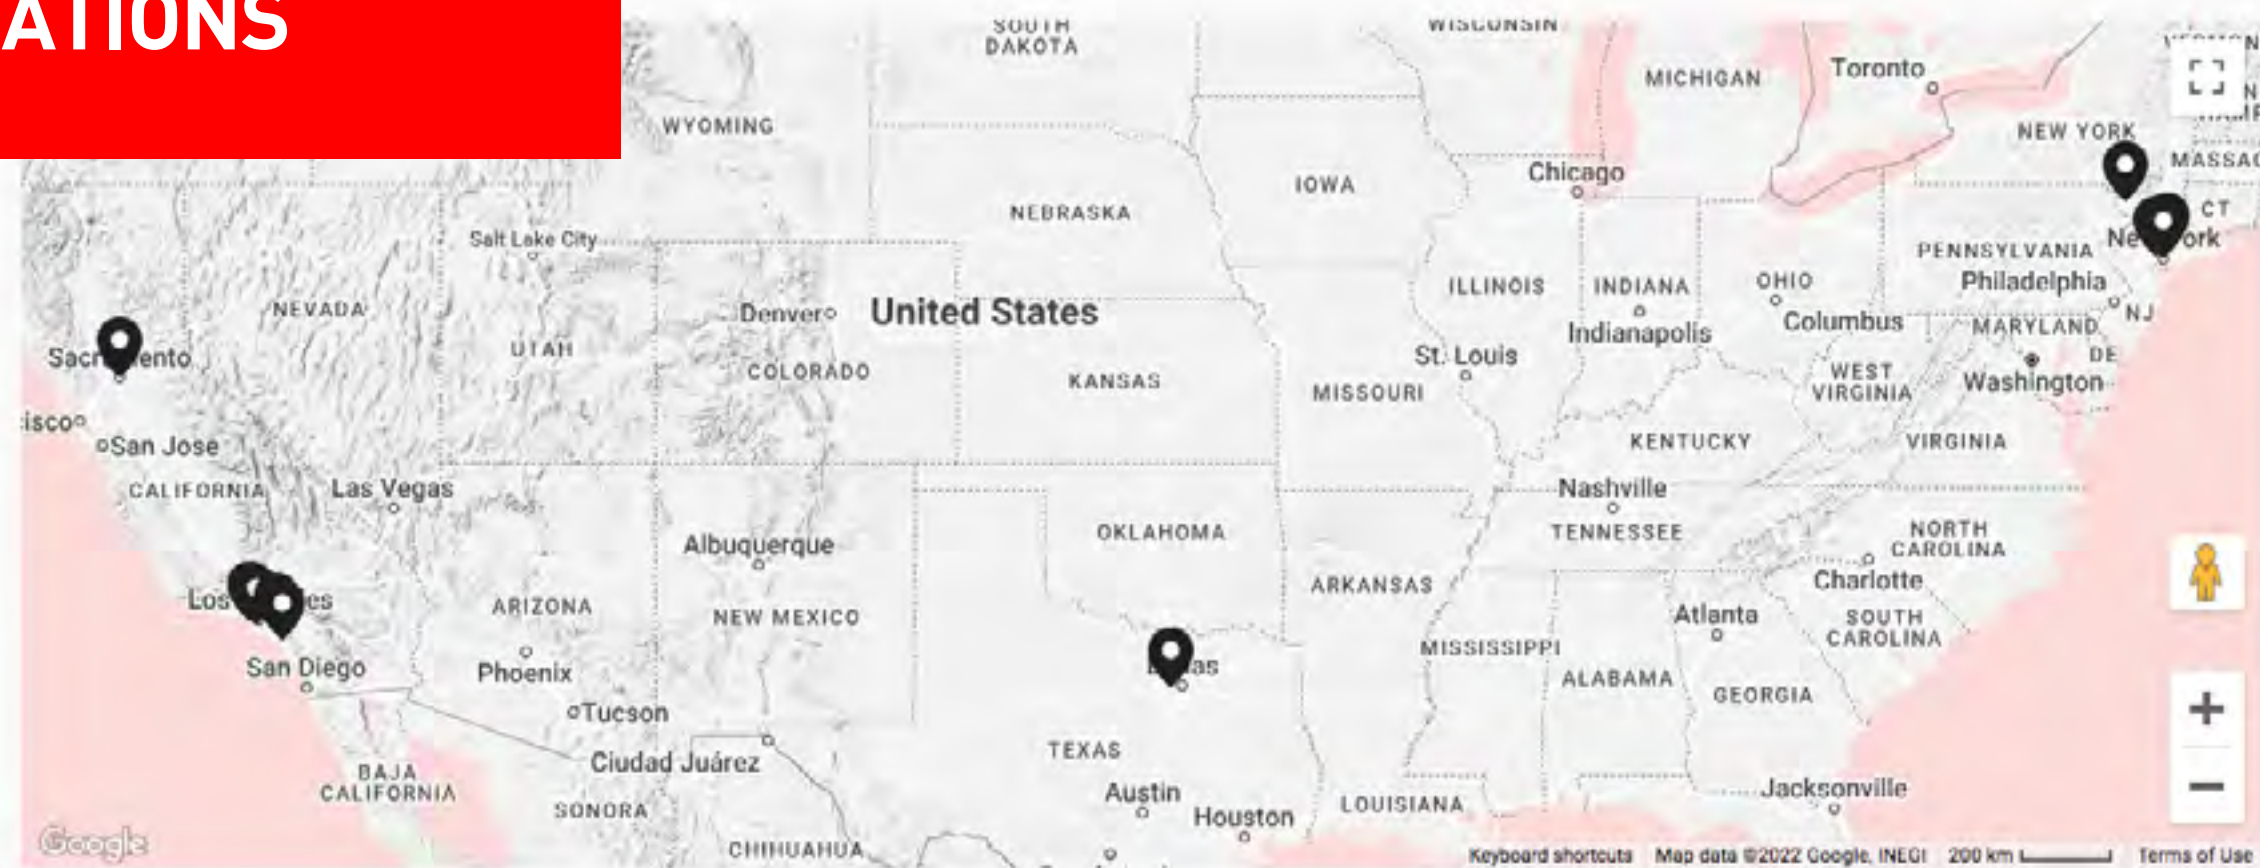 ATIONS
SOUTH
DAKOTA
WISCONSIN
MICHIGAN
Toronto
WYOMING
NEW YORK
MASSAC
Chicago
IOWA
NEBRASKA
CT
Salt Lake City
PENNSYLVANIA
Philadelphia
NJ
NEVADA
Denver
United States
ILLINOIS
INDIANA
OHIO
Columbus
Indianapolis
MARYLAND
DE
UTAH
COLORADO
KANSAS
St. Louis
MISSOURI
WEST
VIRGINIA
Washington
isco
San Jose
KENTUCKY
VIRGINIA
CALIFORNIA
Las Vegas
Nashville
TENNESSEE
OKLAHOMA
NORTH
CAROLINA
Albuquerque
Charlotte
ARKANSAS
Los
es
ARIZONA
NEW MEXICO
Atlanta
SOUTH
CAROLINA
MISSISSIPPI
San Diego
Phoenix
as
ALABAMA
GEORGIA
Tucson
TEXAS
Ciudad Juárez
BAJA
CALIFORNIA
SONORA
Austin
Houston
LOUISIANA
Jacksonville
Google
CHIHUAHUA
Keyboard shortcuts Map data ©2022 Google, INEGI 200 km Terms of Use